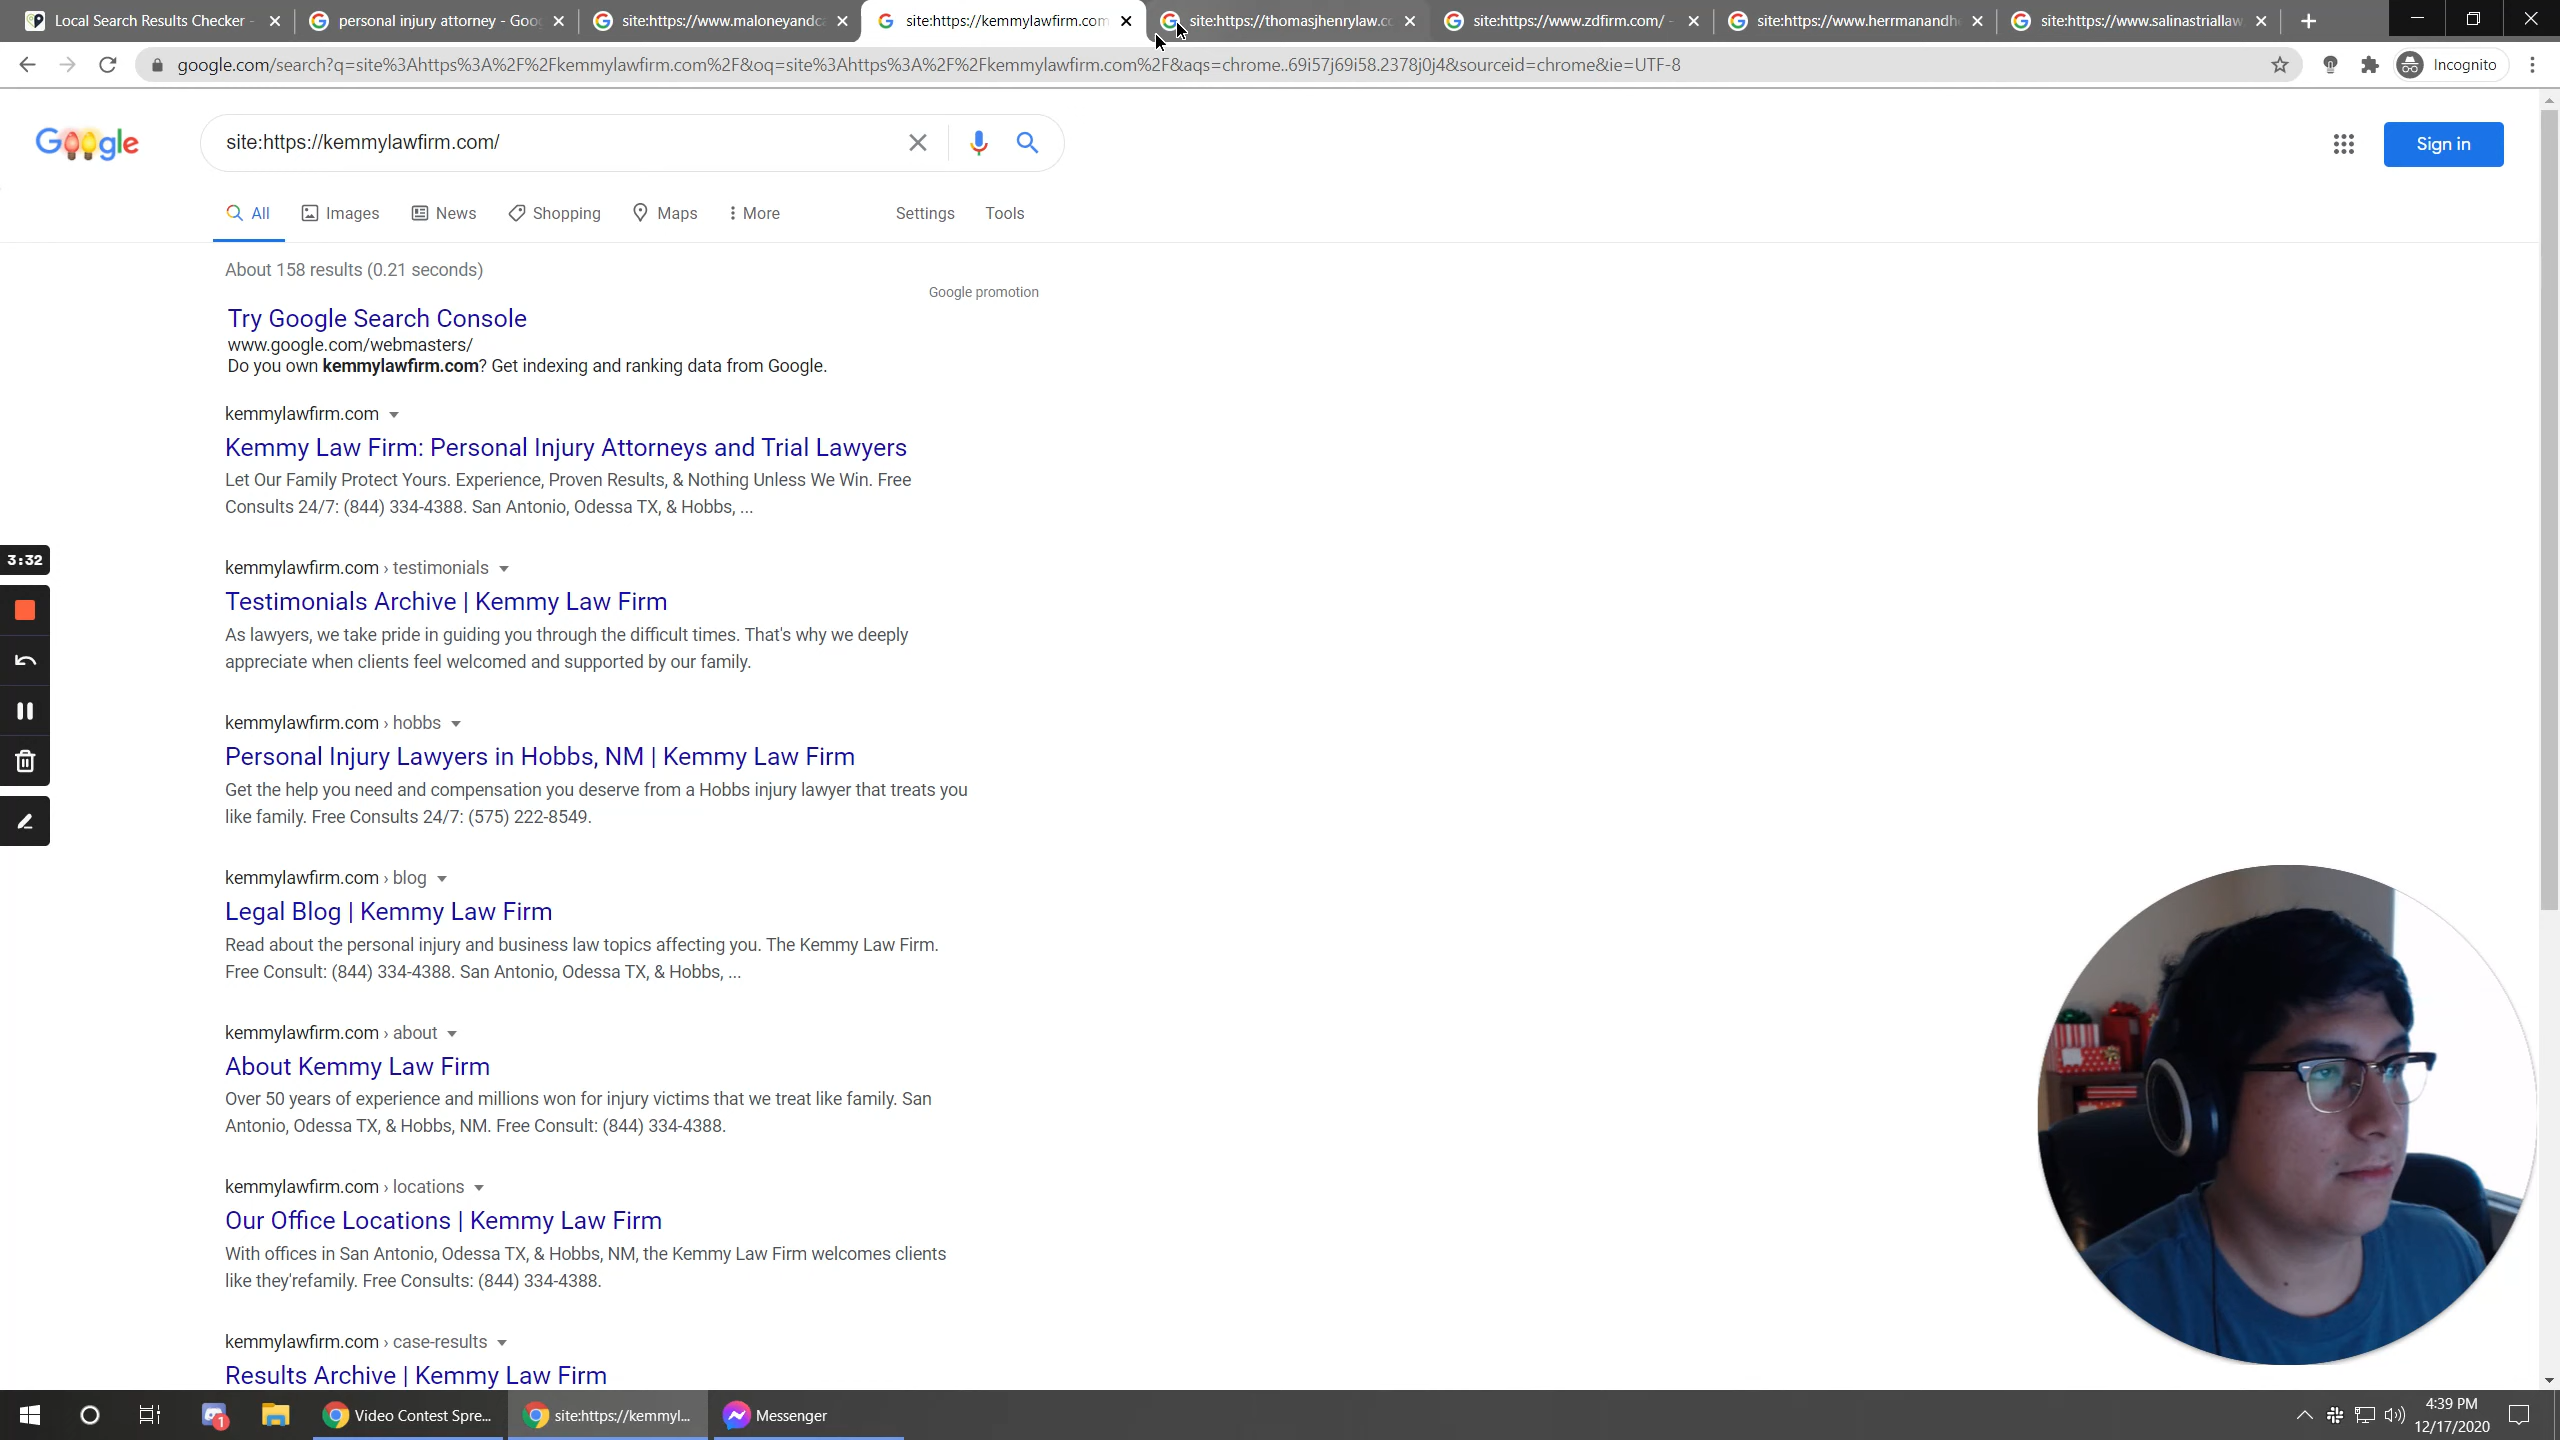 Local Search Results Checker -
personal injury attorney - Goo
site:https://www.maloneyandca
site:https://kemmylawfirm.com
site:https://thomasjhenrylaw.co
site:https://www.zdfirm.com/ -
site:https://www.herrmanandh
site:https://www.salinastriallaw
google.com/search?q=site%3Ahttps%3A%2F%2Fkemmylawfirm.com%2F&oq=site%3Ahttps%3A%2F%2Fkemmylawfirm.com%2F&aqs=chrome..69i57j69i58.2378j0j4&sourceid=chrome&ie=UTF-8
Incognito
Google
site:https://kemmylawfirm.com/
Sign in
All
Images
News
Shopping
Maps
More
Settings
Tools
About 158 results (0.21 seconds)
Google promotion
Try Google Search Console
www.google.com/webmasters/
Do you own kemmylawfirm.com? Get indexing and ranking data from Google.
kemmylawfirm.com
Kemmy Law Firm: Personal Injury Attorneys and Trial Lawyers
Let Our Family Protect Yours. Experience, Proven Results, & Nothing Unless We Win. Free
Consults 24/7: (844) 334-4388. San Antonio, Odessa TX, & Hobbs, ...
3:32
kemmylawfirm.com › testimonials
Testimonials Archive | Kemmy Law Firm
As lawyers, we take pride in guiding you through the difficult times. That's why we deeply
appreciate when clients feel welcomed and supported by our family.
kemmylawfirm.com › hobbs
Personal Injury Lawyers in Hobbs, NM | Kemmy Law Firm
Get the help you need and compensation you deserve from a Hobbs injury lawyer that treats you
like family. Free Consults 24/7: (575) 222-8549.
kemmylawfirm.com › blog
Legal Blog | Kemmy Law Firm
Read about the personal injury and business law topics affecting you. The Kemmy Law Firm.
Free Consult: (844) 334-4388. San Antonio, Odessa TX, & Hobbs, ...
kemmylawfirm.com › about
About Kemmy Law Firm
Over 50 years of experience and millions won for injury victims that we treat like family. San
Antonio, Odessa TX, & Hobbs, NM. Free Consult: (844) 334-4388.
kemmylawfirm.com › locations
Our Office Locations | Kemmy Law Firm
With offices in San Antonio, Odessa TX, & Hobbs, NM, the Kemmy Law Firm welcomes clients
like they'refamily. Free Consults: (844) 334-4388.
kemmylawfirm.com › case-results
Results Archive | Kemmy Law Firm
1
Video Contest Spre...
site:https://kemmyl...
Messenger
4:39 PM
12/17/2020